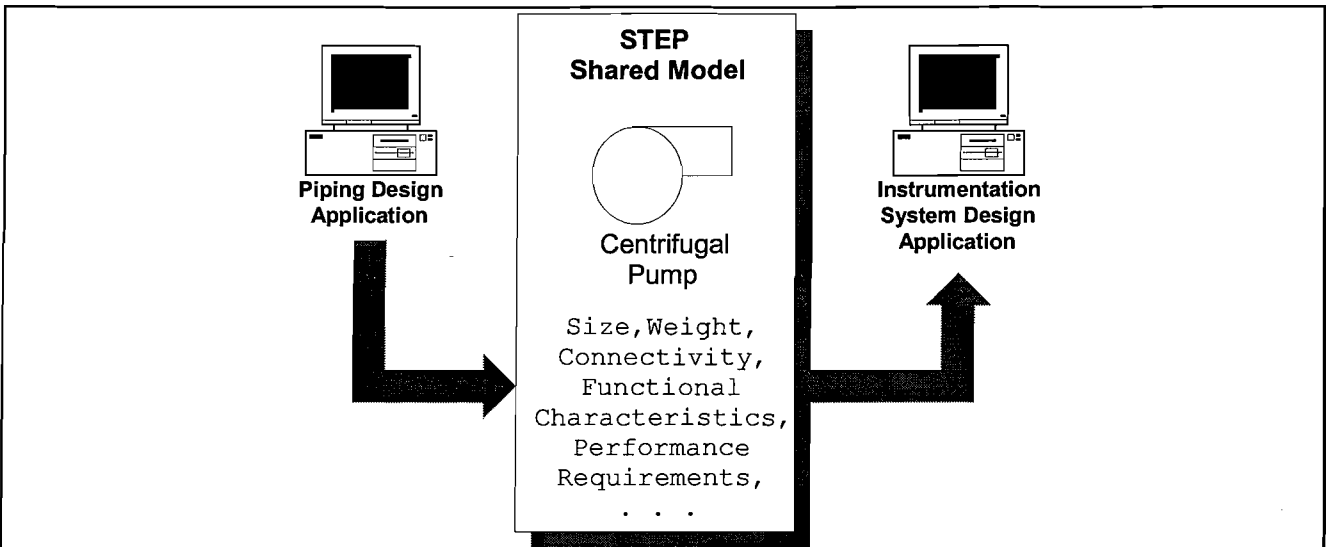 STEP
Shared Model
Piping Design
Application
Centrifugal
Pump
Size,Weight,
Connectivity,
Functional
Characteristics,
Performance
Requirements,
. . .
Instrumentation
System Design
Application